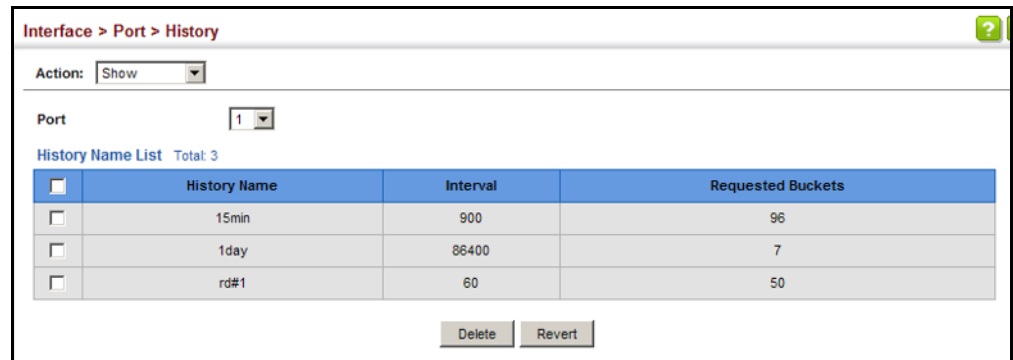 Interface > Port > History
?
Action: Show
Port 1
History Name List Total: 3
History Name Interval Requested Buckets
15min 900 96
1day 86400 7
rd#1 60 50
Delete Revert